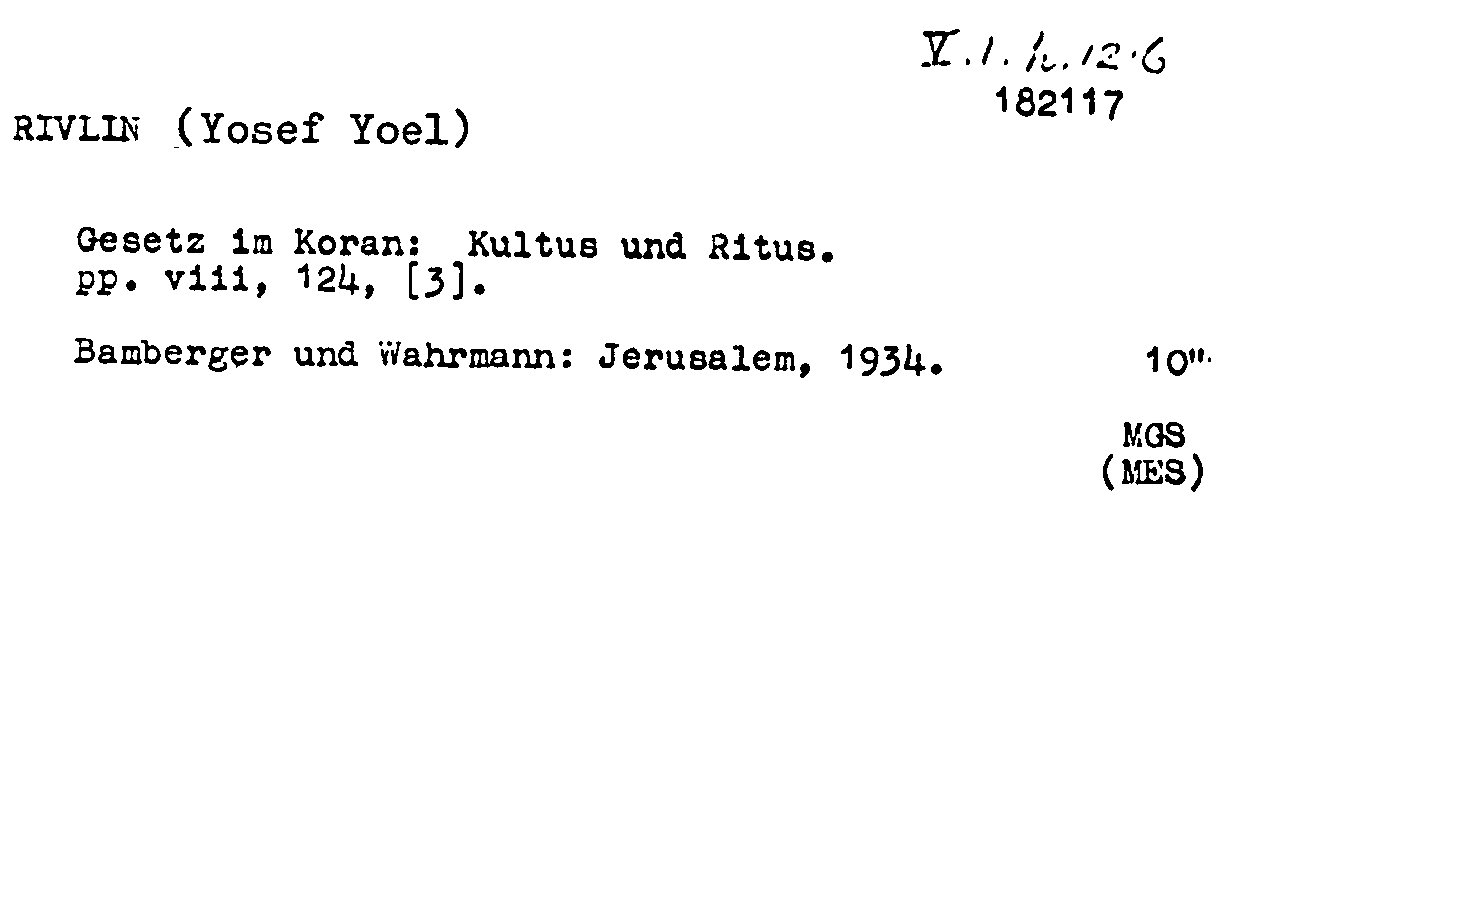 V.1.h.12.6
182117
RIVLIN (Yosef Yoel)
Gesetz im Koran: Kultus und Ritus.
pp. viii, 124, [3].
Bamberger und Wahrmann: Jerusalem, 1934. 10"
MGS
(MES)